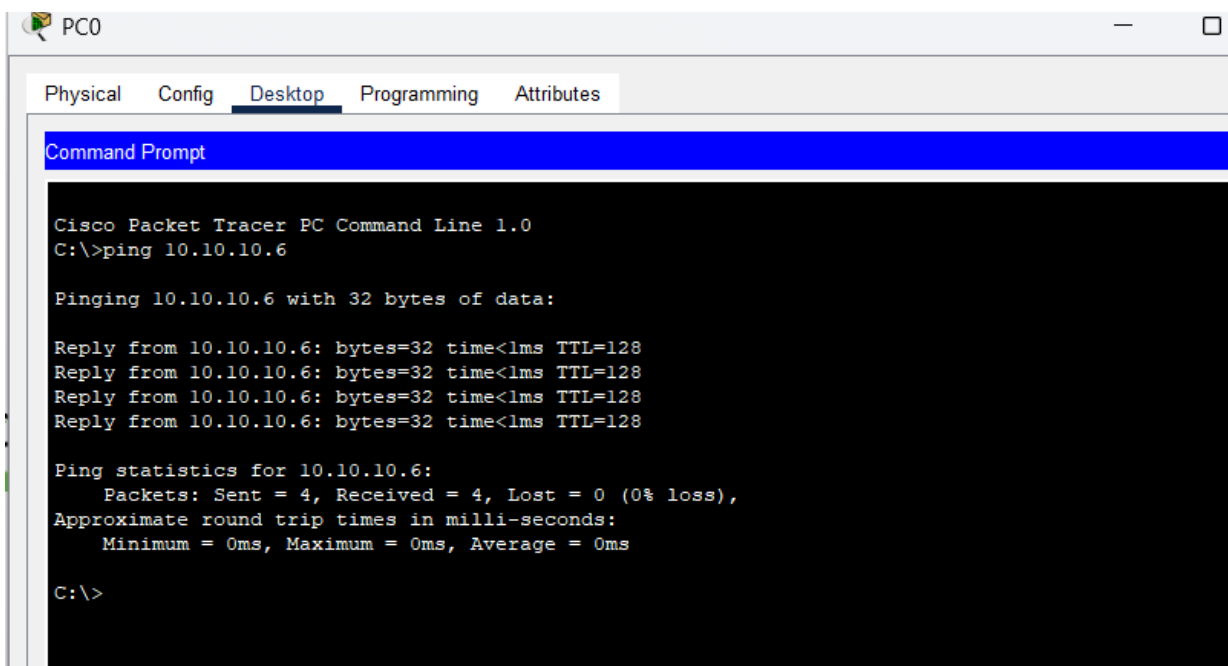 PC0
Physical Config Desktop Programming Attributes
Command Prompt
Cisco Packet Tracer PC Command Line 1.0
C:\>ping 10.10.10.6
Pinging 10.10.10.6 with 32 bytes of data:
Reply from 10.10.10.6: bytes=32 time<1ms TTL=128
Reply from 10.10.10.6: bytes=32 time<1ms TTL=128
Reply from 10.10.10.6: bytes=32 time<1ms TTL=128
Reply from 10.10.10.6: bytes=32 time<1ms TTL=128
Ping statistics for 10.10.10.6:
Packets: Sent = 4, Received = 4, Lost = 0 (0% loss),
Approximate round trip times in milli-seconds:
Minimum = 0ms, Maximum = 0ms, Average = 0ms
C:\>